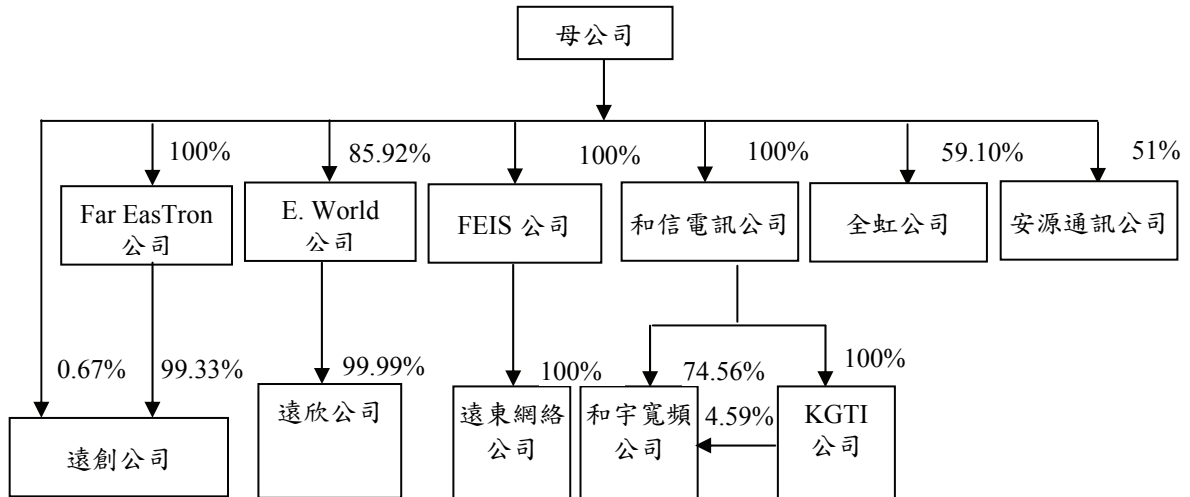 母公司
100%
85.92%
100%
100%
59.10%
51%
Far EasTron
公司
E. World
公司
FEIS 公司
和信電訊公司
全虹公司
安源通訊公司
0.67%
99.33%
99.99%
100%
74.56%
100%
遠創公司
遠欣公司
遠東網絡
公司
和宇寬頻
公司
4.59%
KGTI
公司